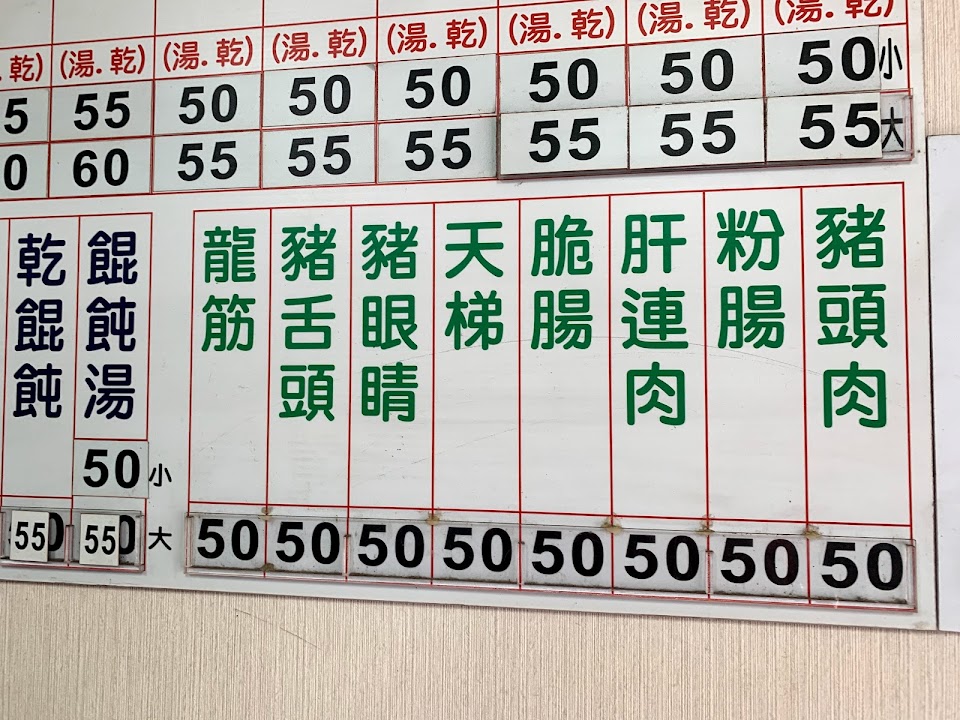 (湯.乾) (湯.乾) (湯.乾) (湯.乾) (湯.乾) (湯.乾) (湯.乾)
55 50 50 50 50 50 50 小
60 55 55 55 55 55 55 大
豬頭肉 50
粉腸 50
肝連肉 50
脆腸 50
天梯 50
豬眼睛 50
豬舌頭 50
龍筋 50
餛飩湯
50 小
55 大
乾餛飩
55